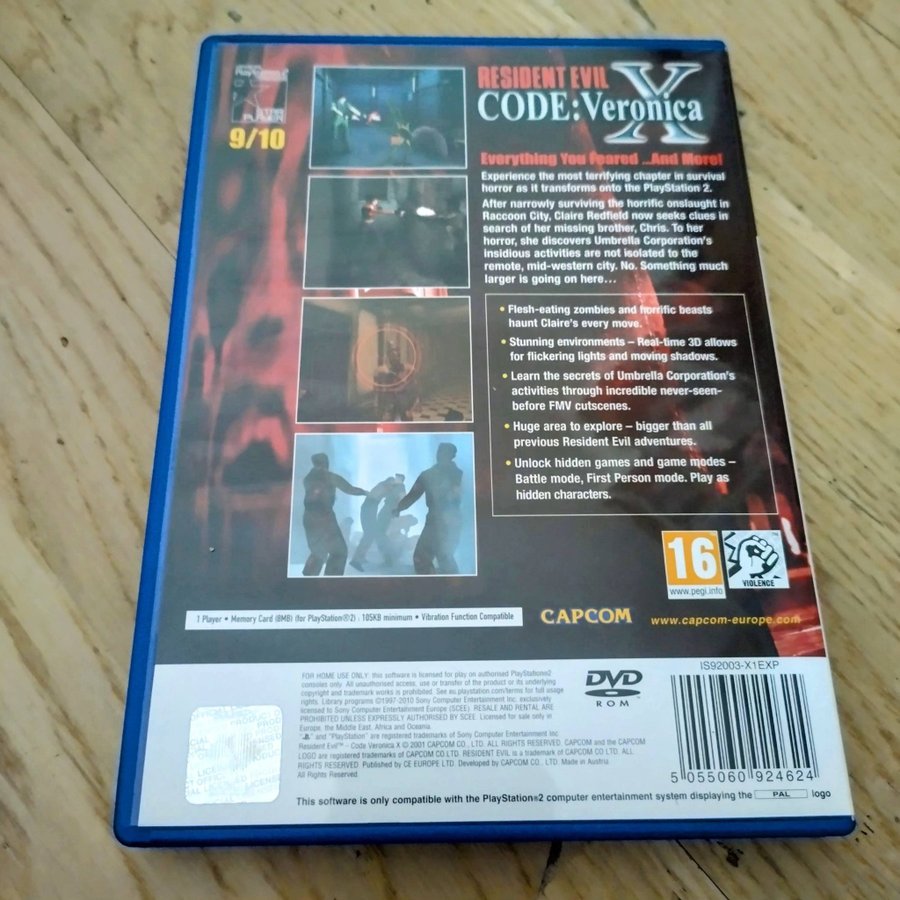 PlayStation 2
STAR
PLAYER
9/10
RESIDENT EVIL
CODE:Veronica X
Everything You Feared ...And More!
Experience the most terrifying chapter in survival
horror as it transforms onto the PlayStation 2.
After narrowly surviving the horrific onslaught in
Raccoon City, Claire Redfield now seeks clues in
search of her missing brother, Chris. To her
horror, she discovers Umbrella Corporation's
insidious activities are not isolated to the
remote, mid-western city. No. Something much
larger is going on here...
• Flesh-eating zombies and horrific beasts
haunt Claire's every move.
• Stunning environments – Real-time 3D allows
for flickering lights and moving shadows.
• Learn the secrets of Umbrella Corporation's
activities through incredible never-seen-
before FMV cutscenes.
• Huge area to explore – bigger than all
previous Resident Evil adventures.
• Unlock hidden games and game modes –
Battle mode, First Person mode. Play as
hidden characters.
16
www.pegi.info
VIOLENCE
1 Player • Memory Card (8MB) (for PlayStation®2) : 105KB minimum • Vibration Function Compatible
CAPCOM
www.capcom-europe.com
FOR HOME USE ONLY: this software is licensed for play on authorised PlayStation®2
consoles only. All unauthorised access, use or transfer of the product or its underlying
copyright and trademark works is prohibited. See eu.playstation.com/terms for full usage
rights. Library programs ©1997-2010 Sony Computer Entertainment Inc. exclusively
licensed to Sony Computer Entertainment Europe (SCEE). RESALE AND RENTAL ARE
PROHIBITED UNLESS EXPRESSLY AUTHORISED BY SCEE. Licensed for sale only in
Europe, the Middle East, Africa and Oceania.
" " and "PlayStation" are registered trademarks of Sony Computer Entertainment Inc.
Resident Evil™ – Code Veronica X © 2001 CAPCOM CO., LTD. ALL RIGHTS RESERVED. CAPCOM and the CAPCOM
LOGO are registered trademarks of CAPCOM CO LTD. RESIDENT EVIL is a trademark of CAPCOM CO., LTD. ALL
RIGHTS RESERVED. Published by CE EUROPE LTD. Developed by CAPCOM CO., LTD. Made in Austria
All Rights Reserved.
DVD
ROM
IS92003-X1EXP
5 055060 924624
This software is only compatible with the PlayStation®2 computer entertainment system displaying the PAL logo